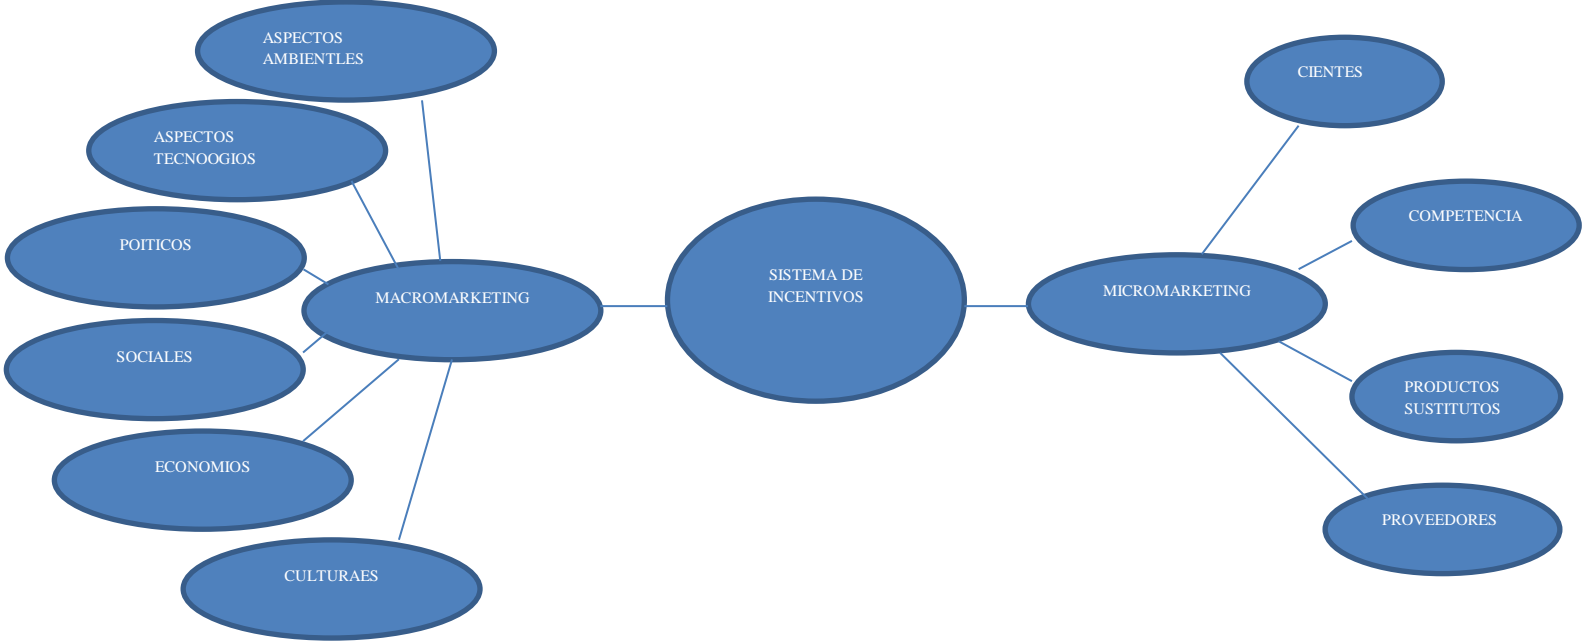 ASPECTOS
AMBIENTLES
ASPECTOS
TECNOOGIOS
POITICOS
SOCIALES
ECONOMIOS
CULTURAES
MACROMARKETING
SISTEMA DE
INCENTIVOS
MICROMARKETING
CIENTES
COMPETENCIA
PRODUCTOS
SUSTITUTOS
PROVEEDORES